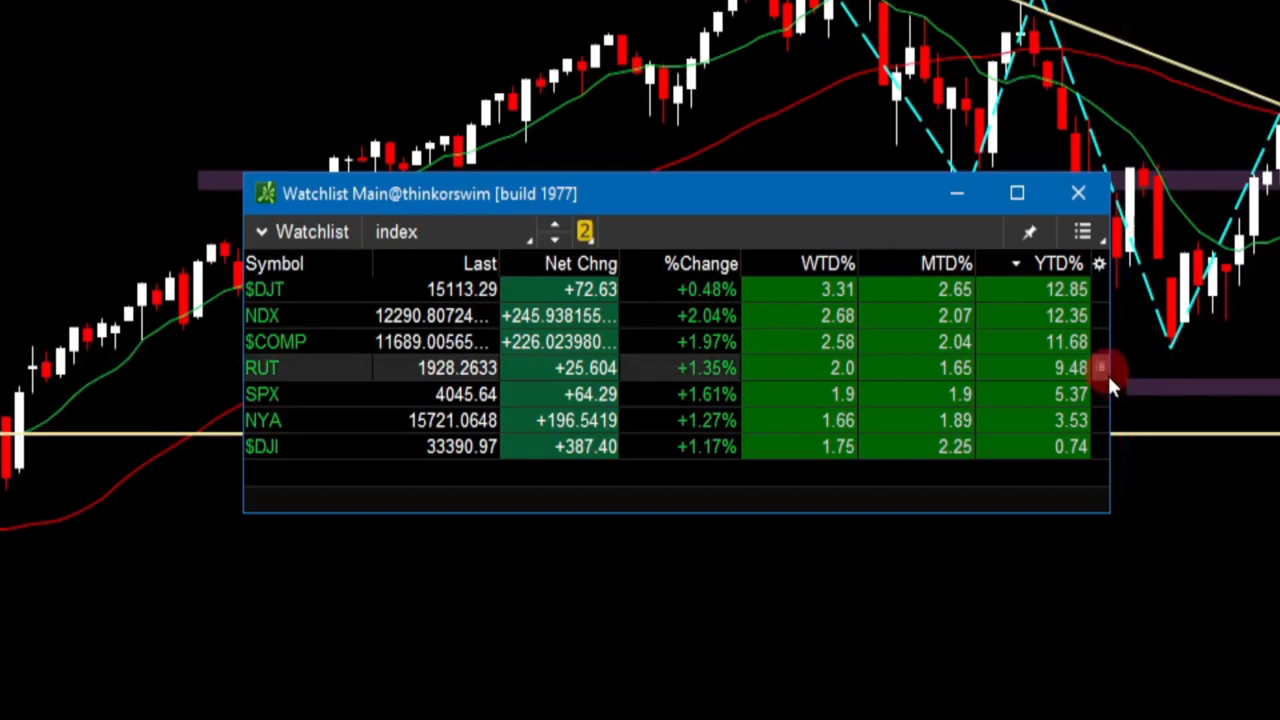 Watchlist Main@thinkorswim [build 1977]
Watchlist index 2
Symbol Last Net Chng %Change WTD% MTD% YTD%
$DJT 15113.29 +72.63 +0.48% 3.31 2.65 12.85
NDX 12290.80724... +245.938155... +2.04% 2.68 2.07 12.35
$COMP 11689.00565... +226.023980... +1.97% 2.58 2.04 11.68
RUT 1928.2633 +25.604 +1.35% 2.0 1.65 9.48
SPX 4045.64 +64.29 +1.61% 1.9 1.9 5.37
NYA 15721.0648 +196.5419 +1.27% 1.66 1.89 3.53
$DJI 33390.97 +387.40 +1.17% 1.75 2.25 0.74